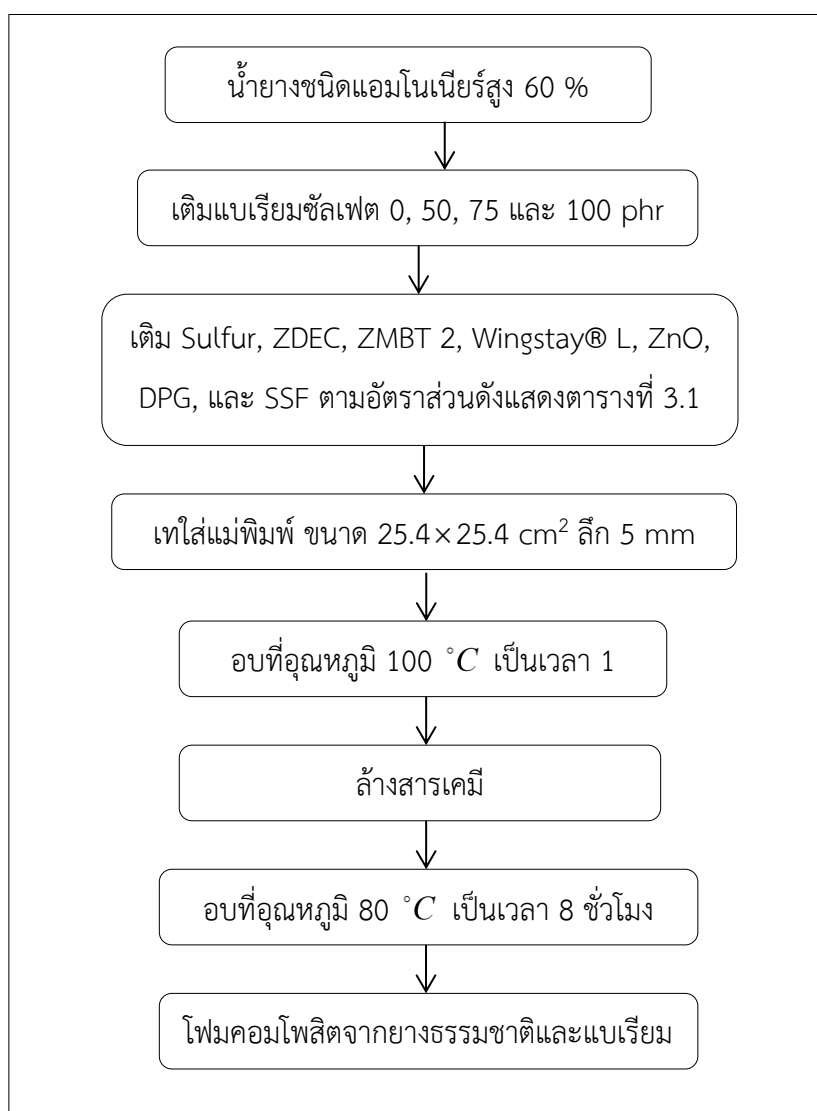 น้ำยางชนิดแอมโมเนียร์สูง 60 %
เติมแบเรียมซัลเฟต 0, 50, 75 และ 100 phr
เติม Sulfur, ZDEC, ZMBT 2, Wingstay® L, ZnO,
DPG, และ SSF ตามอัตราส่วนดังแสดงตารางที่ 3.1
เทใส่แม่พิมพ์ ขนาด 25.4×25.4 cm² ลึก 5 mm
อบที่อุณหภูมิ 100 °C เป็นเวลา 1
ล้างสารเคมี
อบที่อุณหภูมิ 80 °C เป็นเวลา 8 ชั่วโมง
โฟมคอมโพสิตจากยางธรรมชาติและแบเรียม